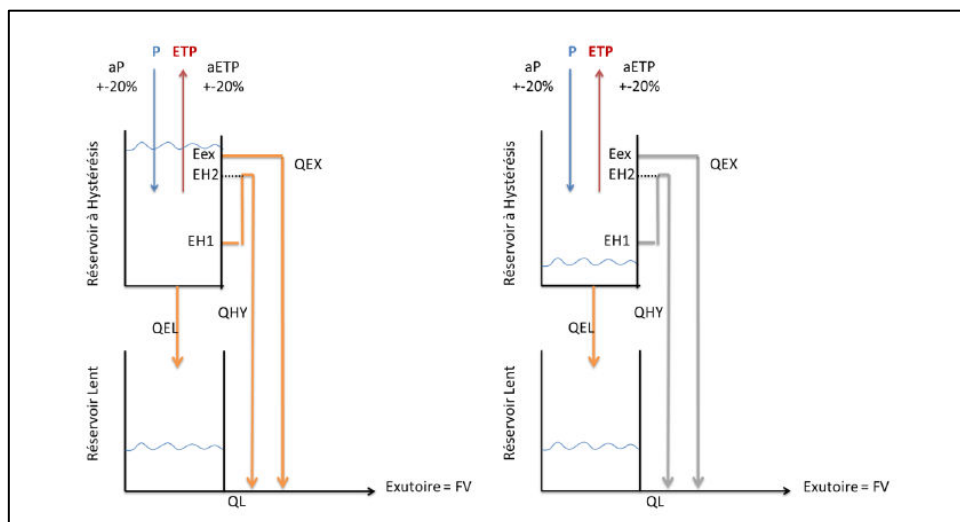 P ETP
aP aETP
+-20% +-20%
Réservoir à Hystérésis
Eex
EH2
EH1
QEX
QHY
QEL
Réservoir Lent
QL
Exutoire = FV
P ETP
aP aETP
+-20% +-20%
Réservoir à Hystérésis
Eex
EH2
EH1
QEX
QHY
QEL
Réservoir Lent
QL
Exutoire = FV